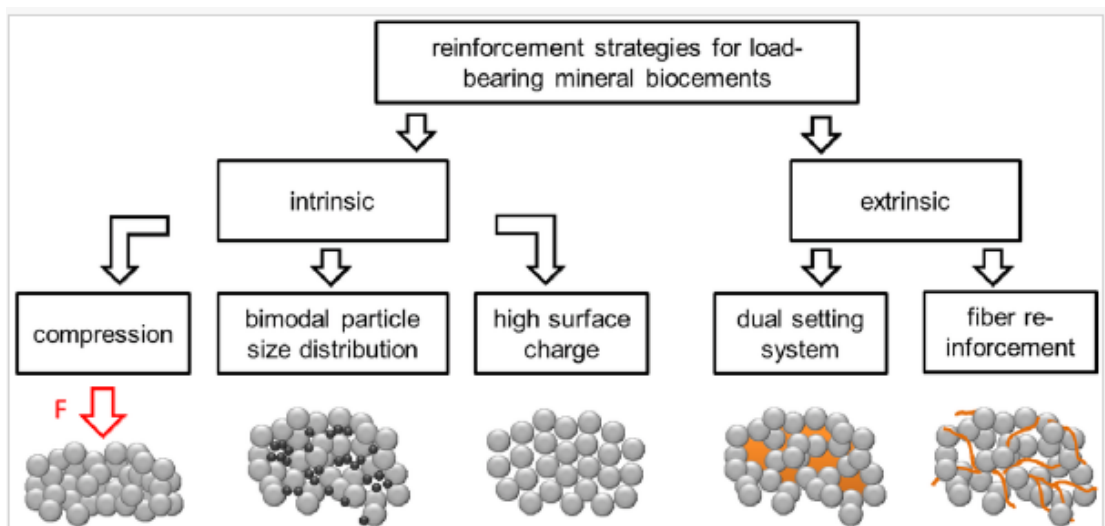 reinforcement strategies for load-
bearing mineral biocements
intrinsic
extrinsic
compression
bimodal particle
size distribution
high surface
charge
dual setting
system
fiber re-
inforcement
F